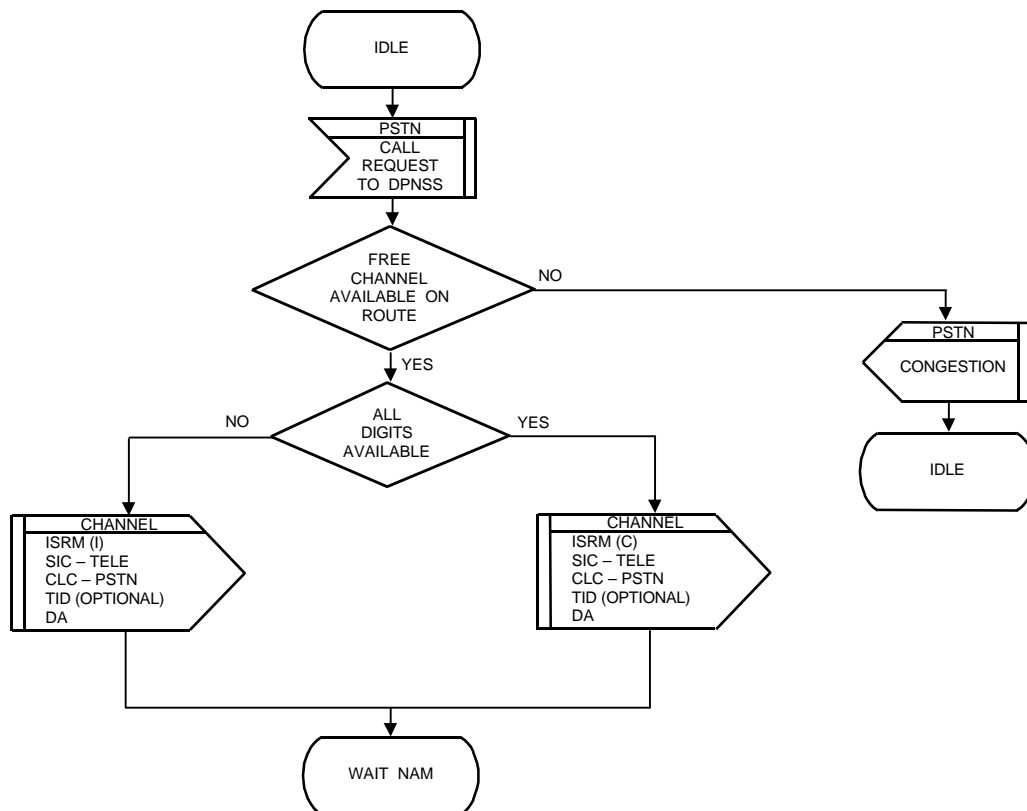 IDLE
PSTN
CALL
REQUEST
TO DPNSS
FREE
CHANNEL
AVAILABLE ON
ROUTE
NO
PSTN
CONGESTION
IDLE
YES
ALL
DIGITS
AVAILABLE
NO
YES
CHANNEL
ISRM (I)
SIC – TELE
CLC – PSTN
TID (OPTIONAL)
DA
CHANNEL
ISRM (C)
SIC – TELE
CLC – PSTN
TID (OPTIONAL)
DA
WAIT NAM